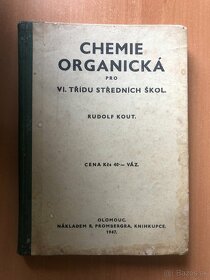 CHEMIE
ORGANICKÁ
PRO
VI. TŘÍDU STŘEDNÍCH ŠKOL.
RUDOLF KOUT.
CENA Kčs 40·— VÁZ.
OLOMOUC.
NÁKLADEM R. PROMBERGRA, KNIHKUPCE.
1947.